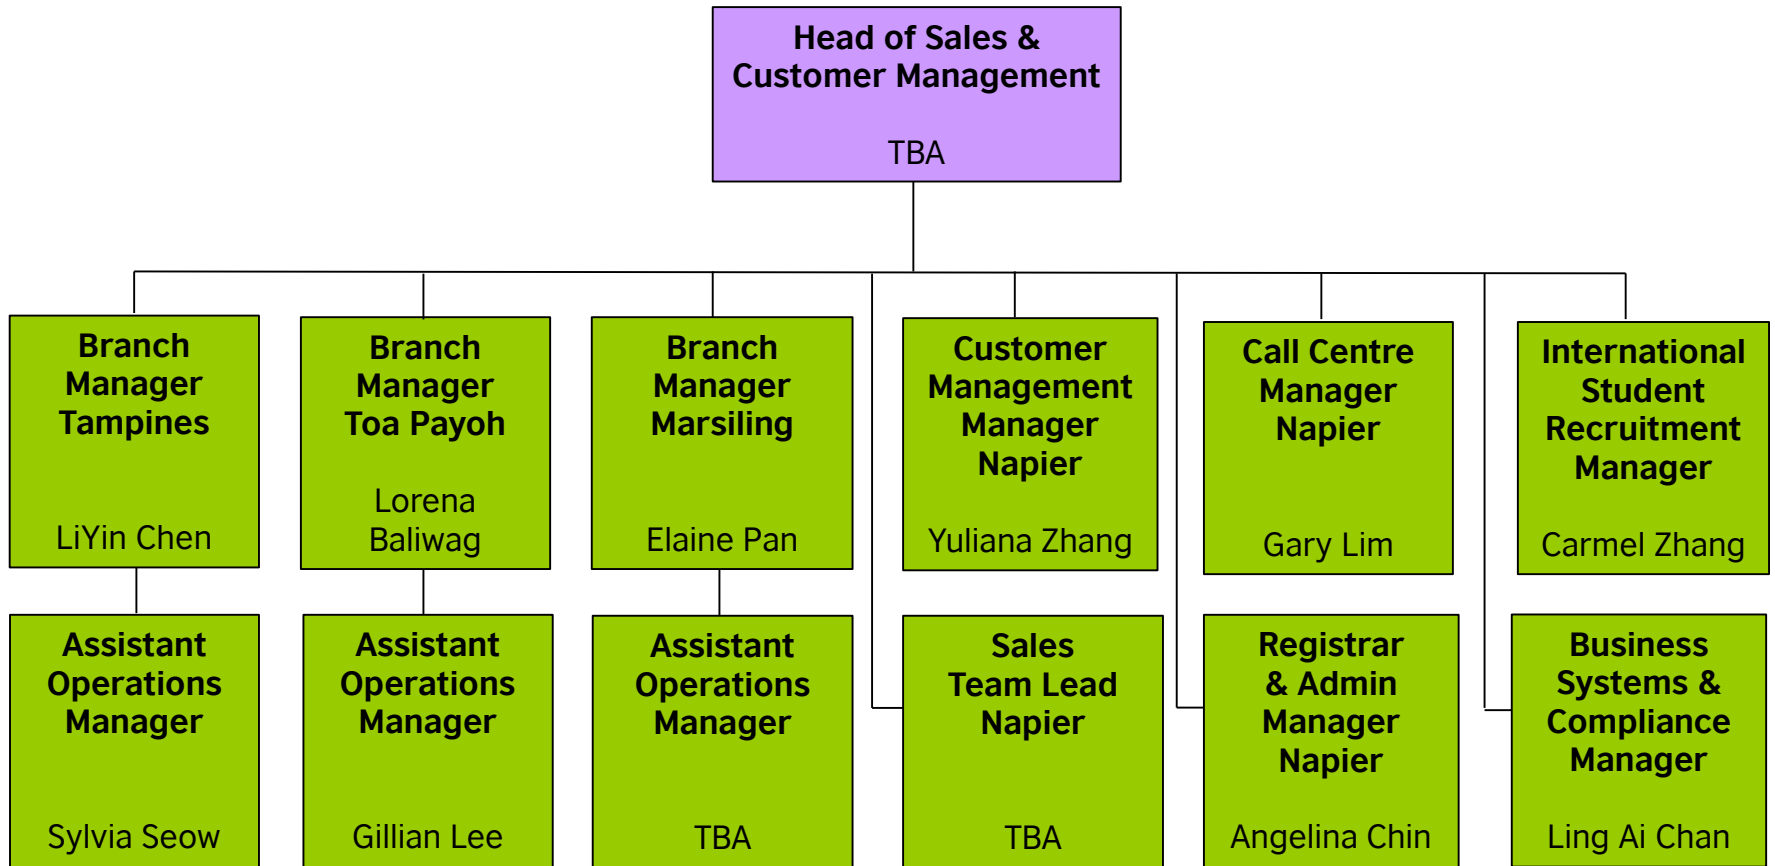 Head of Sales &
Customer Management
TBA
Branch
Manager
Tampines
LiYin Chen
Branch
Manager
Toa Payoh
Lorena
Baliwag
Branch
Manager
Marsiling
Elaine Pan
Customer
Management
Manager
Napier
Yuliana Zhang
Call Centre
Manager
Napier
Gary Lim
International
Student
Recruitment
Manager
Carmel Zhang
Assistant
Operations
Manager
Sylvia Seow
Assistant
Operations
Manager
Gillian Lee
Assistant
Operations
Manager
TBA
Sales
Team Lead
Napier
TBA
Registrar
& Admin
Manager
Napier
Angelina Chin
Business
Systems &
Compliance
Manager
Ling Ai Chan